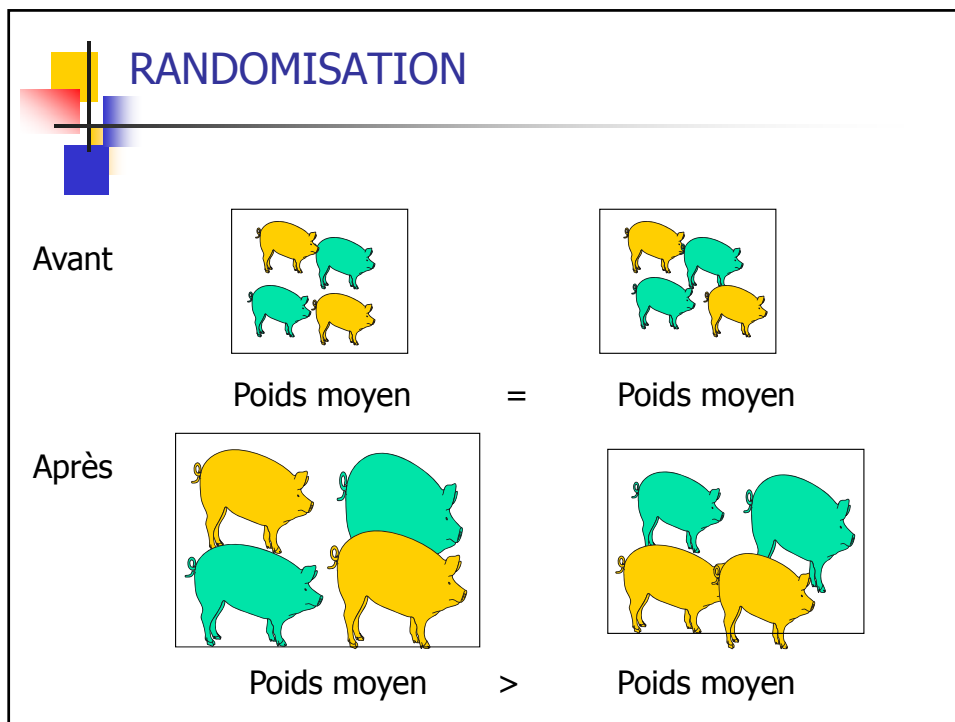 RANDOMISATION
Avant
Poids moyen = Poids moyen
Après
Poids moyen > Poids moyen